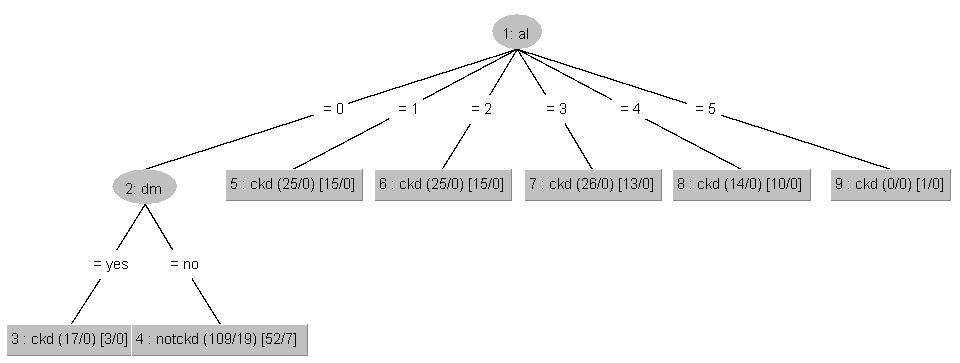 1: al
= 0
= 1
= 2
= 3
= 4
= 5
2: dm
5 : ckd (25/0) [15/0]
6 : ckd (25/0) [15/0]
7 : ckd (26/0) [13/0]
8 : ckd (14/0) [10/0]
9 : ckd (0/0) [1/0]
= yes
= no
3 : ckd (17/0) [3/0]
4 : notckd (109/19) [52/7]